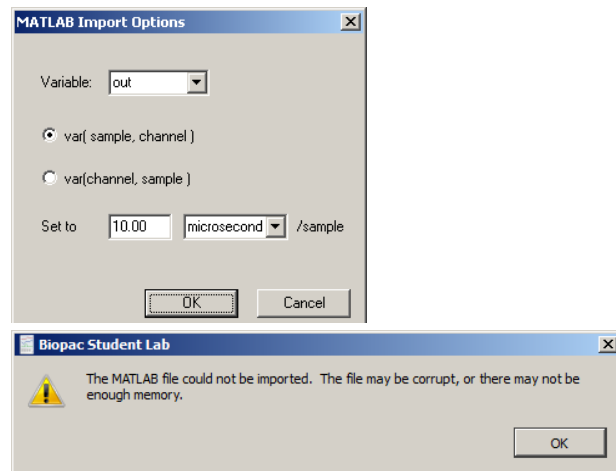 MATLAB Import Options
Variable: out
var( sample, channel )
var(channel, sample )
Set to 10.00 microsecond /sample
OK Cancel
Biopac Student Lab
The MATLAB file could not be imported. The file may be corrupt, or there may not be
enough memory.
OK